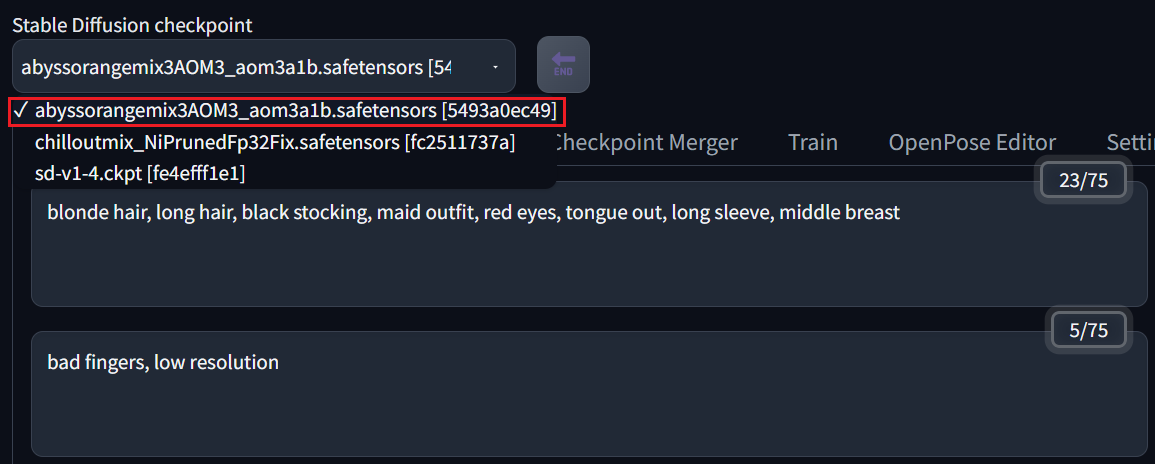 Stable Diffusion checkpoint
abyssorangemix3AOM3_aom3a1b.safetensors [54
END
✓ abyssorangemix3AOM3_aom3a1b.safetensors [5493a0ec49]
chilloutmix_NiPrunedFp32Fix.safetensors [fc2511737a]
Checkpoint Merger Train OpenPose Editor Settin
sd-v1-4.ckpt [fe4efff1e1]
23/75
blonde hair, long hair, black stocking, maid outfit, red eyes, tongue out, long sleeve, middle breast
5/75
bad fingers, low resolution